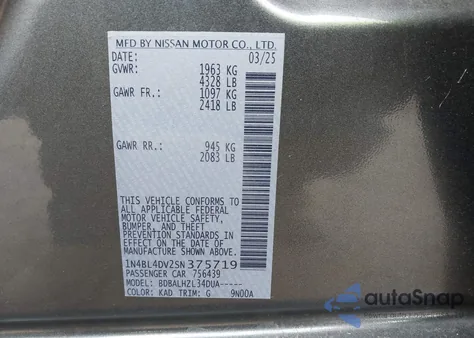 MFD BY NISSAN MOTOR CO., LTD.
DATE: 03/25
GVWR: 1963 KG
4328 LB
GAWR FR.: 1097 KG
2418 LB
GAWR RR.: 945 KG
2083 LB
THIS VEHICLE CONFORMS TO
ALL APPLICABLE FEDERAL
MOTOR VEHICLE SAFETY,
BUMPER, AND THEFT
PREVENTION STANDARDS IN
EFFECT ON THE DATE OF
MANUFACTURE SHOWN ABOVE.
1N4BL4DV2SN375719
PASSENGER CAR 756439
MODEL: BDBALHZL34DUA-----
COLOR: KAD TRIM: G 9N00A
autoSnap